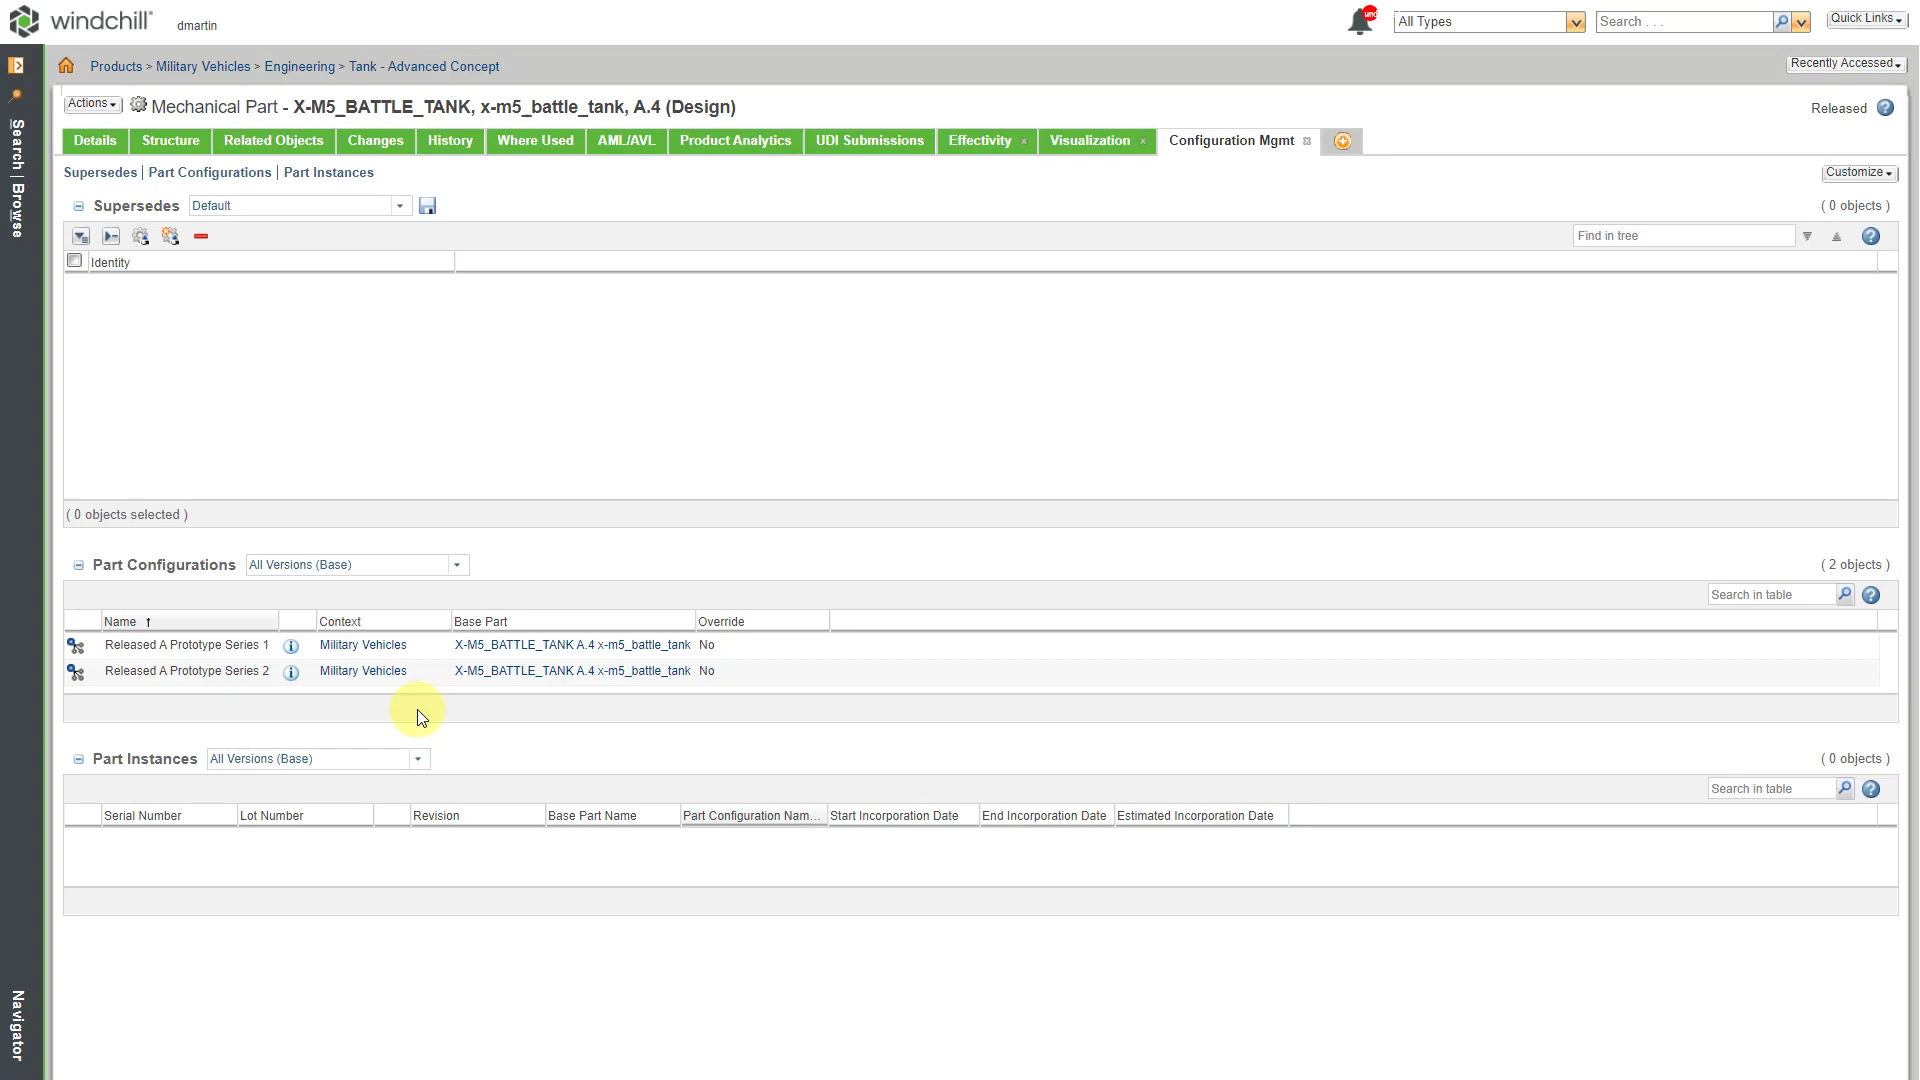 windchill dmartin All Types Search . . . Quick Links
Products > Military Vehicles > Engineering > Tank - Advanced Concept Recently Accessed
Actions Mechanical Part - X-M5_BATTLE_TANK, x-m5_battle_tank, A.4 (Design) Released
Details Structure Related Objects Changes History Where Used AML/AVL Product Analytics UDI Submissions Effectivity Visualization Configuration Mgmt
Supersedes | Part Configurations | Part Instances Customize
Supersedes Default ( 0 objects )
Find in tree
Identity
( 0 objects selected )
Part Configurations All Versions (Base) ( 2 objects )
Search in table
Name Context Base Part Override
Released A Prototype Series 1 Military Vehicles X-M5_BATTLE_TANK A.4 x-m5_battle_tank No
Released A Prototype Series 2 Military Vehicles X-M5_BATTLE_TANK A.4 x-m5_battle_tank No
Part Instances All Versions (Base) ( 0 objects )
Search in table
Serial Number Lot Number Revision Base Part Name Part Configuration Nam... Start Incorporation Date End Incorporation Date Estimated Incorporation Date
Search | Browse
Navigator